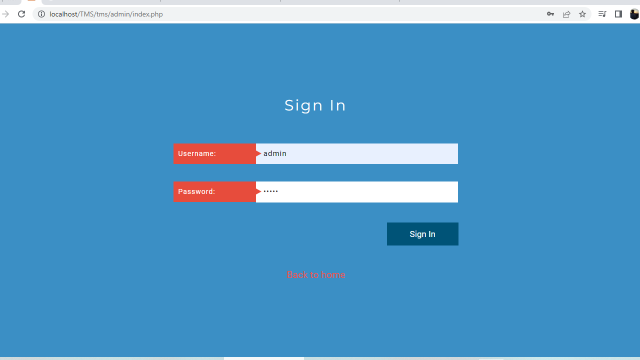 localhost/TMS/tms/admin/index.php
Sign In
Username:
admin
Password:
•••••
Sign In
Back to home